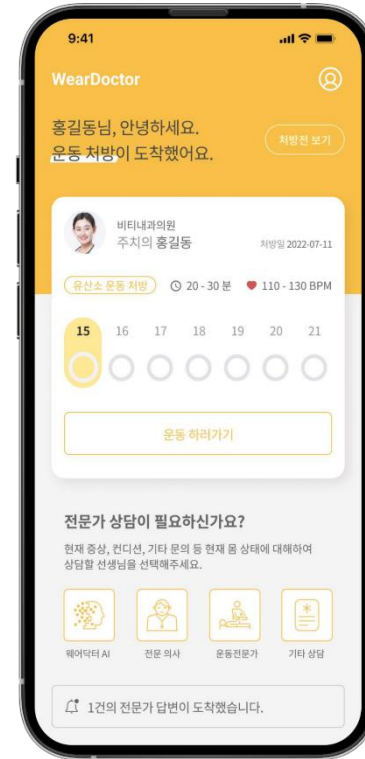 9:41
WearDoctor
홍길동님, 안녕하세요.
운동 처방이 도착했어요.
처방전 보기
비티내과의원
주치의 홍길동
처방일 2022-07-11
유산소 운동 처방
20 - 30 분
110 - 130 BPM
15 16 17 18 19 20 21
운동 하러가기
전문가 상담이 필요하신가요?
현재 증상, 컨디션, 기타 문의 등 현재 몸 상태에 대해하여
상담할 선생님을 선택해주세요.
웨어닥터 AI
전문 의사
운동전문가
기타 상담
1건의 전문가 답변이 도착했습니다.